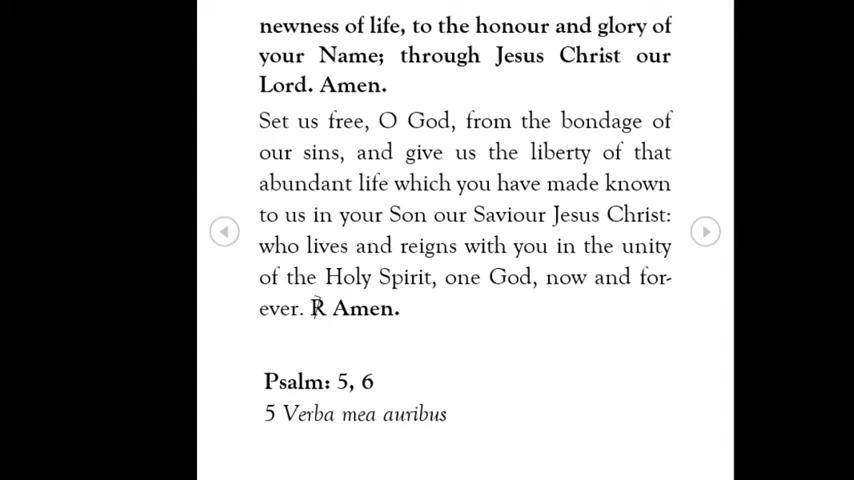 newness of life, to the honour and glory of
your Name; through Jesus Christ our
Lord. Amen.
Set us free, O God, from the bondage of
our sins, and give us the liberty of that
abundant life which you have made known
to us in your Son our Saviour Jesus Christ:
who lives and reigns with you in the unity
of the Holy Spirit, one God, now and for-
ever. ℟ Amen.
Psalm: 5, 6
5 Verba mea auribus